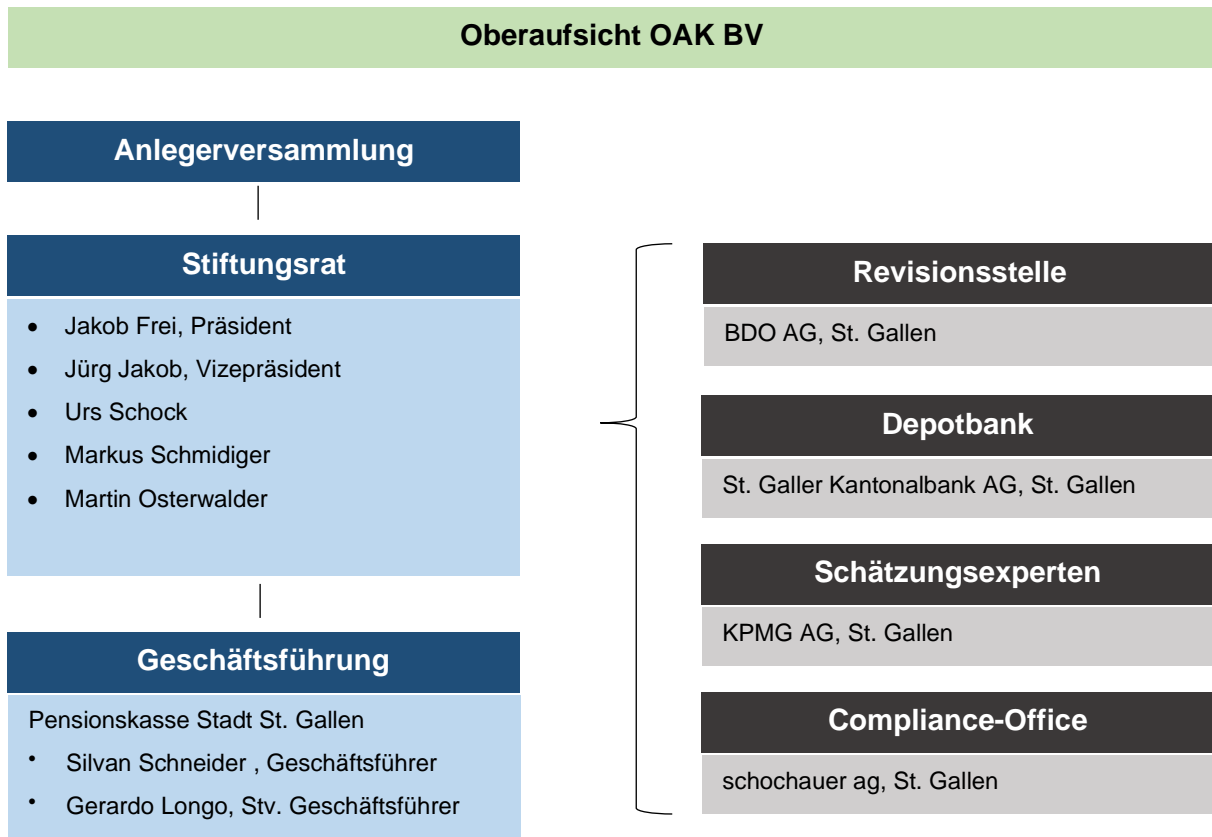 Oberaufsicht OAK BV
Anlegerversammlung
Stiftungsrat
• Jakob Frei, Präsident
• Jürg Jakob, Vizepräsident
• Urs Schock
• Markus Schmidiger
• Martin Osterwalder
Geschäftsführung
Pensionskasse Stadt St. Gallen
• Silvan Schneider , Geschäftsführer
• Gerardo Longo, Stv. Geschäftsführer
Revisionsstelle
BDO AG, St. Gallen
Depotbank
St. Galler Kantonalbank AG, St. Gallen
Schätzungsexperten
KPMG AG, St. Gallen
Compliance-Office
schochauer ag, St. Gallen